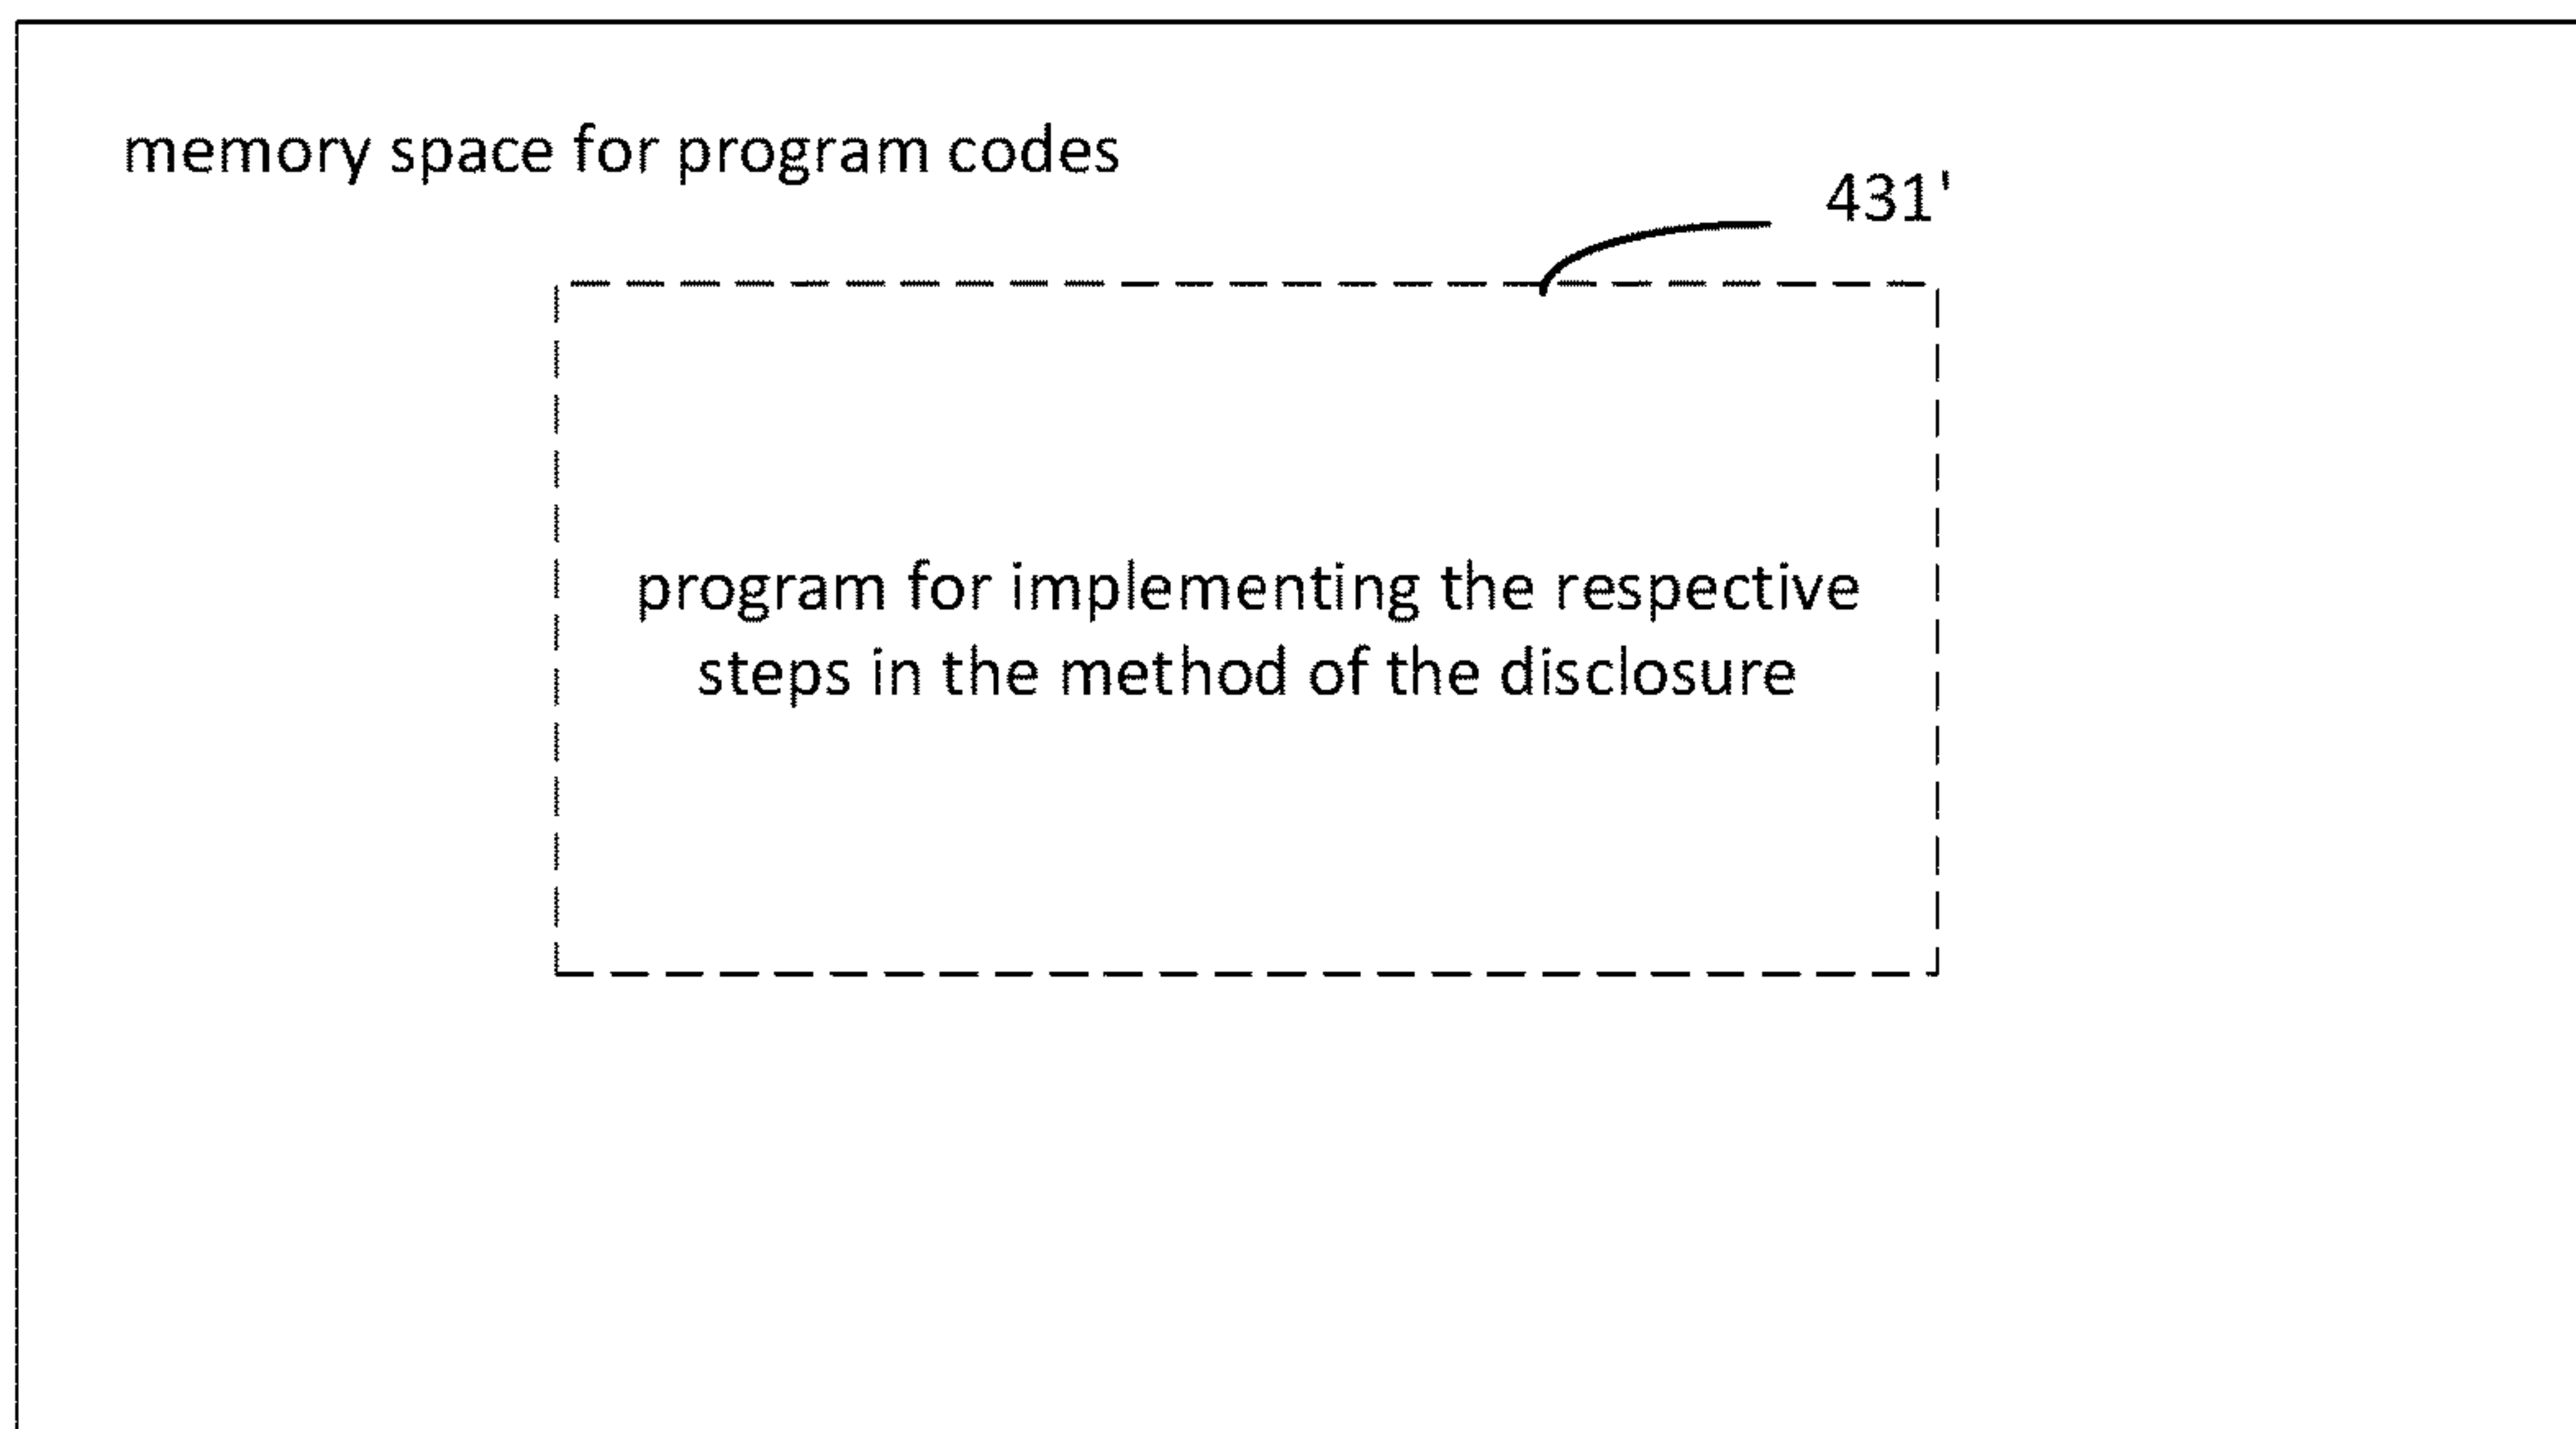 memory space for program codes
431'
program for implementing the respective
steps in the method of the disclosure